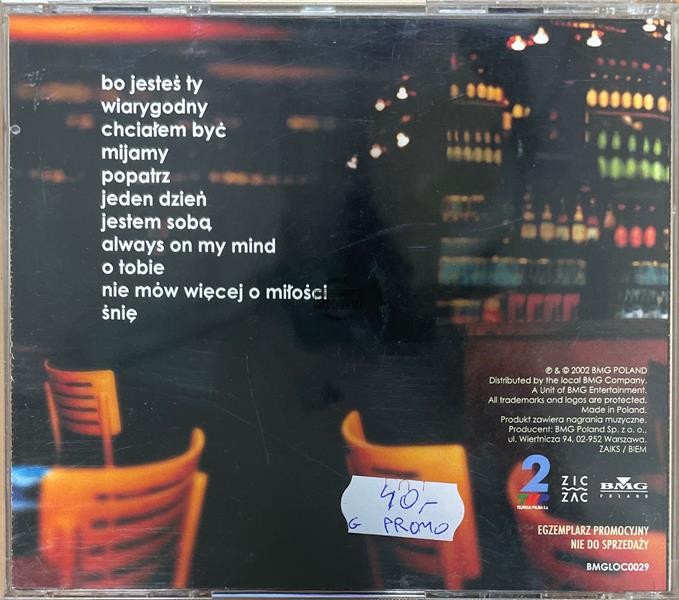 bo jesteś ty
wiarygodny
chciałem być
mijamy
popatrz
jeden dzień
jestem sobą
always on my mind
o tobie
nie mów więcej o miłości
śnię
℗ & © 2002 BMG POLAND
Distributed by the local BMG Company.
A Unit of BMG Entertainment.
All trademarks and logos are protected.
Made in Poland.
Produkt zawiera nagrania muzyczne.
Producent: BMG Poland Sp. z o. o.,
ul. Wiertnicza 94, 02-952 Warszawa.
ZAIKS / BIEM
2
TELEWIZJA POLSKA S.A.
ZIC
ZAC
BMG
POLAND
40,-
G PROMO
EGZEMPLARZ PROMOCYJNY
NIE DO SPRZEDAŻY
BMGLOC0029